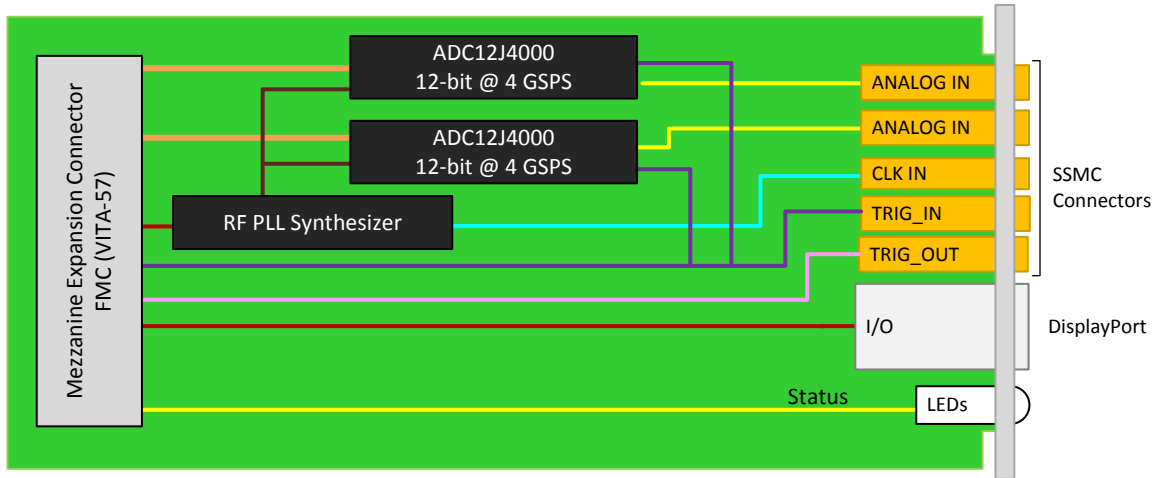 ADC12J4000
12-bit @ 4 GSPS
ADC12J4000
12-bit @ 4 GSPS
RF PLL Synthesizer
Mezzanine Expansion Connector
FMC (VITA-57)
ANALOG IN
ANALOG IN
CLK IN
TRIG_IN
TRIG_OUT
SSMC
Connectors
I/O
DisplayPort
Status
LEDs